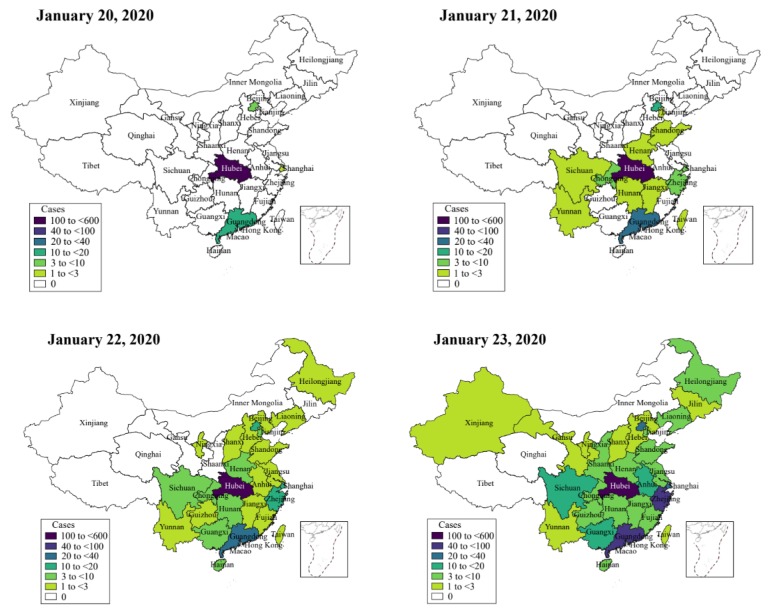 January 20, 2020
Heilongjiang
Jilin
Inner Mongolia
Liaoning
Xinjiang
Beijing
Tianjin
Gansu
Hebei
Ningxia
Shanxi
Shandong
Qinghai
Shaanxi
Henan
Jiangsu
Tibet
Sichuan
Hubei
Anhui
Shanghai
Chongqing
Zhejiang
Hunan
Jiangxi
Guizhou
Fujian
Yunnan
Guangxi
Guangdong
Taiwan
Hong Kong
Macao
Hainan
Cases
100 to <600
40 to <100
20 to <40
10 to <20
3 to <10
1 to <3
0
January 21, 2020
Heilongjiang
Jilin
Inner Mongolia
Liaoning
Xinjiang
Beijing
Tianjin
Gansu
Hebei
Ningxia
Shanxi
Shandong
Qinghai
Shaanxi
Henan
Jiangsu
Tibet
Sichuan
Hubei
Anhui
Shanghai
Chongqing
Zhejiang
Hunan
Jiangxi
Guizhou
Fujian
Yunnan
Guangxi
Guangdong
Taiwan
Hong Kong
Macao
Hainan
Cases
100 to <600
40 to <100
20 to <40
10 to <20
3 to <10
1 to <3
0
January 22, 2020
Heilongjiang
Jilin
Inner Mongolia
Liaoning
Xinjiang
Beijing
Tianjin
Gansu
Hebei
Ningxia
Shanxi
Shandong
Qinghai
Shaanxi
Henan
Jiangsu
Tibet
Sichuan
Hubei
Anhui
Shanghai
Chongqing
Zhejiang
Hunan
Jiangxi
Guizhou
Fujian
Yunnan
Guangxi
Guangdong
Taiwan
Hong Kong
Macao
Hainan
Cases
100 to <600
40 to <100
20 to <40
10 to <20
3 to <10
1 to <3
0
January 23, 2020
Heilongjiang
Jilin
Inner Mongolia
Liaoning
Xinjiang
Beijing
Tianjin
Gansu
Hebei
Ningxia
Shanxi
Shandong
Qinghai
Shaanxi
Henan
Jiangsu
Tibet
Sichuan
Hubei
Anhui
Shanghai
Chongqing
Zhejiang
Hunan
Jiangxi
Guizhou
Fujian
Yunnan
Guangxi
Guangdong
Taiwan
Hong Kong
Macao
Hainan
Cases
100 to <600
40 to <100
20 to <40
10 to <20
3 to <10
1 to <3
0